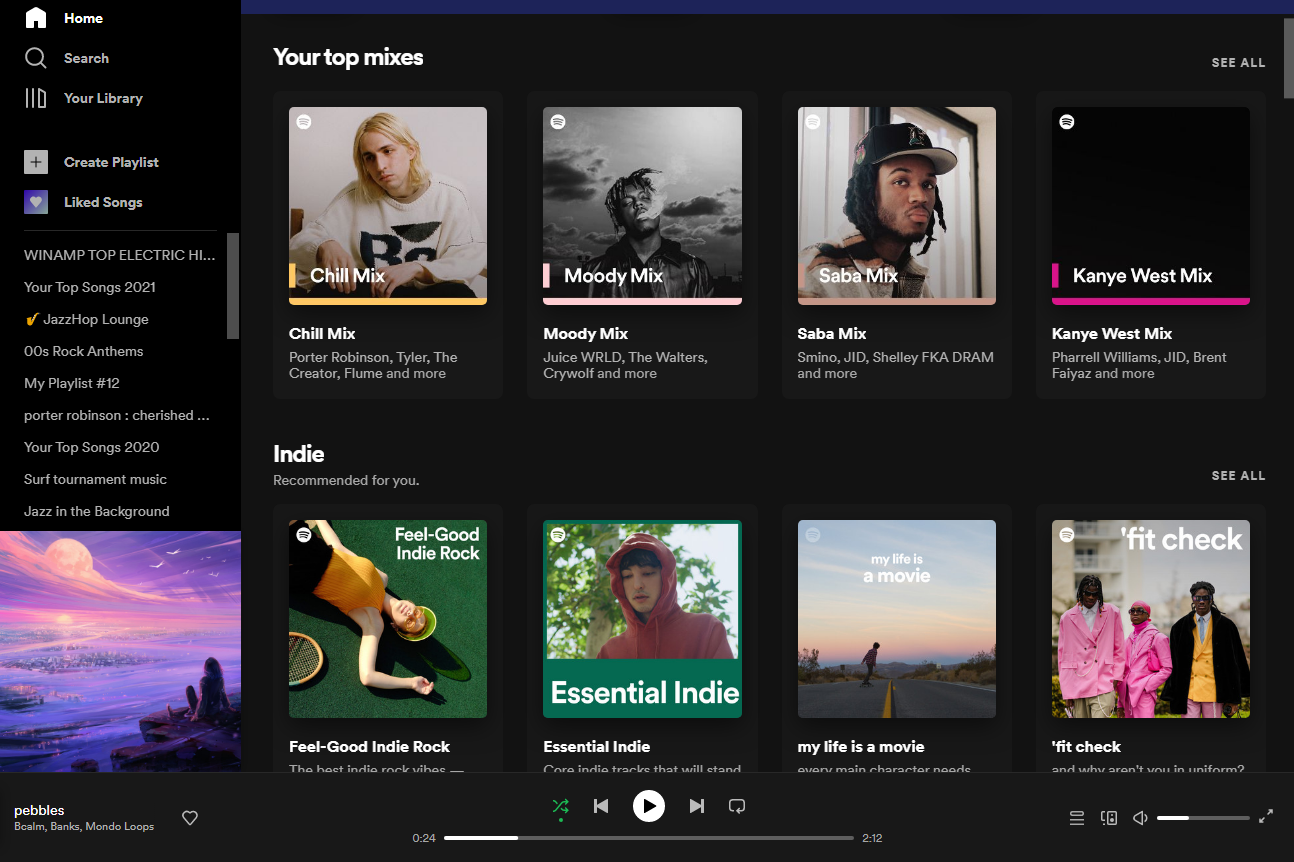 Home
Search
Your Library
Create Playlist
Liked Songs
WINAMP TOP ELECTRIC HI...
Your Top Songs 2021
JazzHop Lounge
00s Rock Anthems
My Playlist #12
porter robinson : cherished ...
Your Top Songs 2020
Surf tournament music
Jazz in the Background
Your top mixes
SEE ALL
Chill Mix
Moody Mix
Saba Mix
Kanye West Mix
Chill Mix
Porter Robinson, Tyler, The
Creator, Flume and more
Moody Mix
Juice WRLD, The Walters,
Crywolf and more
Saba Mix
Smino, JID, Shelley FKA DRAM
and more
Kanye West Mix
Pharrell Williams, JID, Brent
Faiyaz and more
Indie
Recommended for you.
SEE ALL
Feel-Good
Indie Rock
Essential Indie
my life is
a movie
'fit check
Feel-Good Indie Rock
The best indie rock vibes —
Essential Indie
Core indie tracks that will stand
my life is a movie
every main character needs
'fit check
and why aren't you in uniform?
pebbles
Bcalm, Banks, Mondo Loops
0:24
2:12